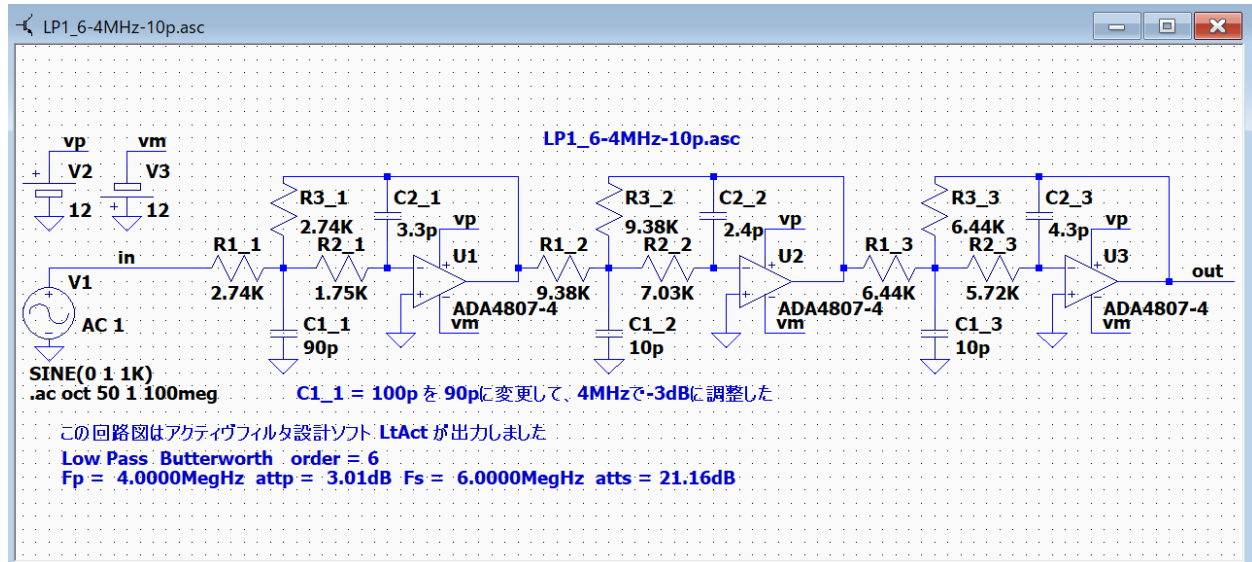 LP1_6-4MHz-10p.asc
LP1_6-4MHz-10p.asc
vp
vm
V2
V3
+
+
12
12
R3_1
C2_1
2.74K
3.3p
vp
R1_1
R2_1
U1
2.74K
1.75K
ADA4807-4
vm
C1_1
90p
R3_2
C2_2
9.38K
2.4p
vp
R1_2
R2_2
U2
9.38K
7.03K
ADA4807-4
vm
C1_2
10p
R3_3
C2_3
6.44K
4.3p
vp
R1_3
R2_3
U3
6.44K
5.72K
ADA4807-4
vm
C1_3
10p
in
out
V1
AC 1
SINE(0 1 1K)
.ac oct 50 1 100meg
C1_1 = 100p を 90pに変更して、4MHzで-3dBに調整した
この回路図はアクティヴフィルタ設計ソフト LtAct が出力しました
Low Pass Butterworth order = 6
Fp = 4.0000MegHz attp = 3.01dB Fs = 6.0000MegHz atts = 21.16dB